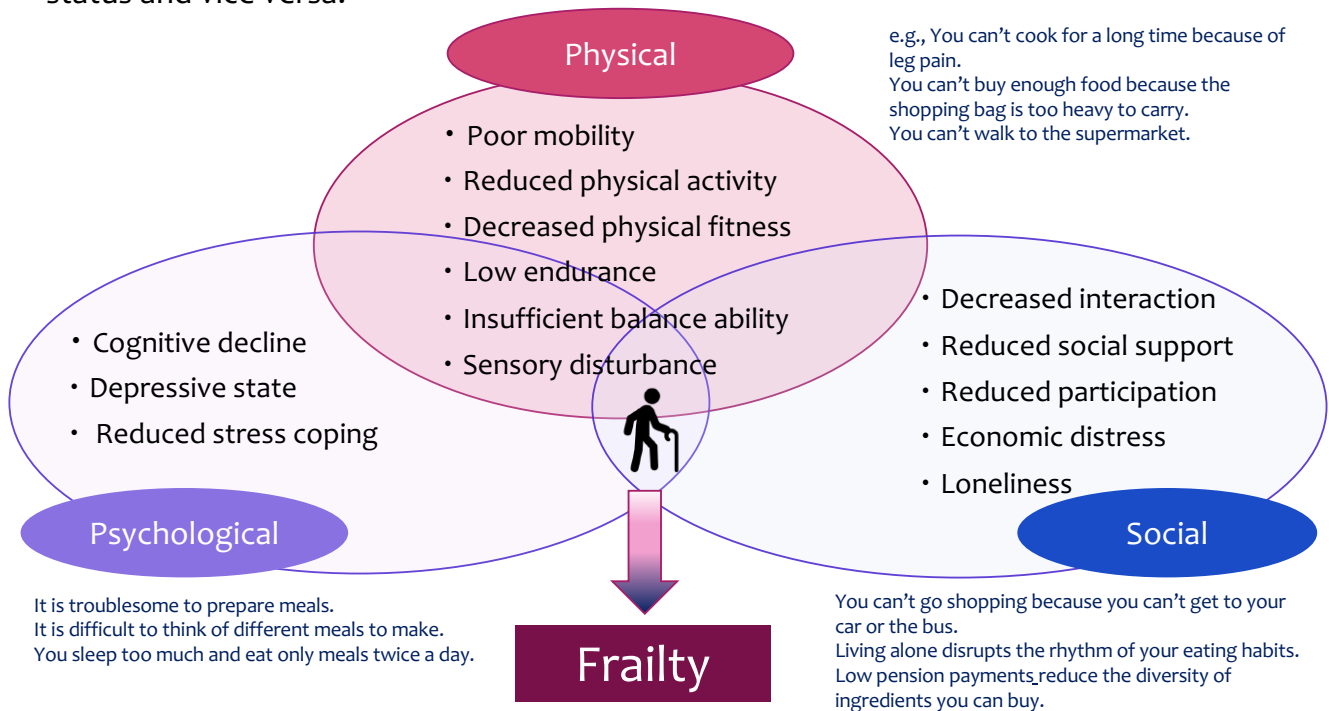 status and vice versa.
Physical
e.g., You can’t cook for a long time because of
leg pain.
You can’t buy enough food because the
shopping bag is too heavy to carry.
You can’t walk to the supermarket.
・ Poor mobility
・ Reduced physical activity
・ Decreased physical fitness
・ Low endurance
・ Insufficient balance ability
・ Sensory disturbance
・ Cognitive decline
・ Depressive state
・ Reduced stress coping
・ Decreased interaction
・ Reduced social support
・ Reduced participation
・ Economic distress
・ Loneliness
Psychological
Social
It is troublesome to prepare meals.
It is difficult to think of different meals to make.
You sleep too much and eat only meals twice a day.
Frailty
You can’t go shopping because you can’t get to your
car or the bus.
Living alone disrupts the rhythm of your eating habits.
Low pension payments reduce the diversity of
ingredients you can buy.